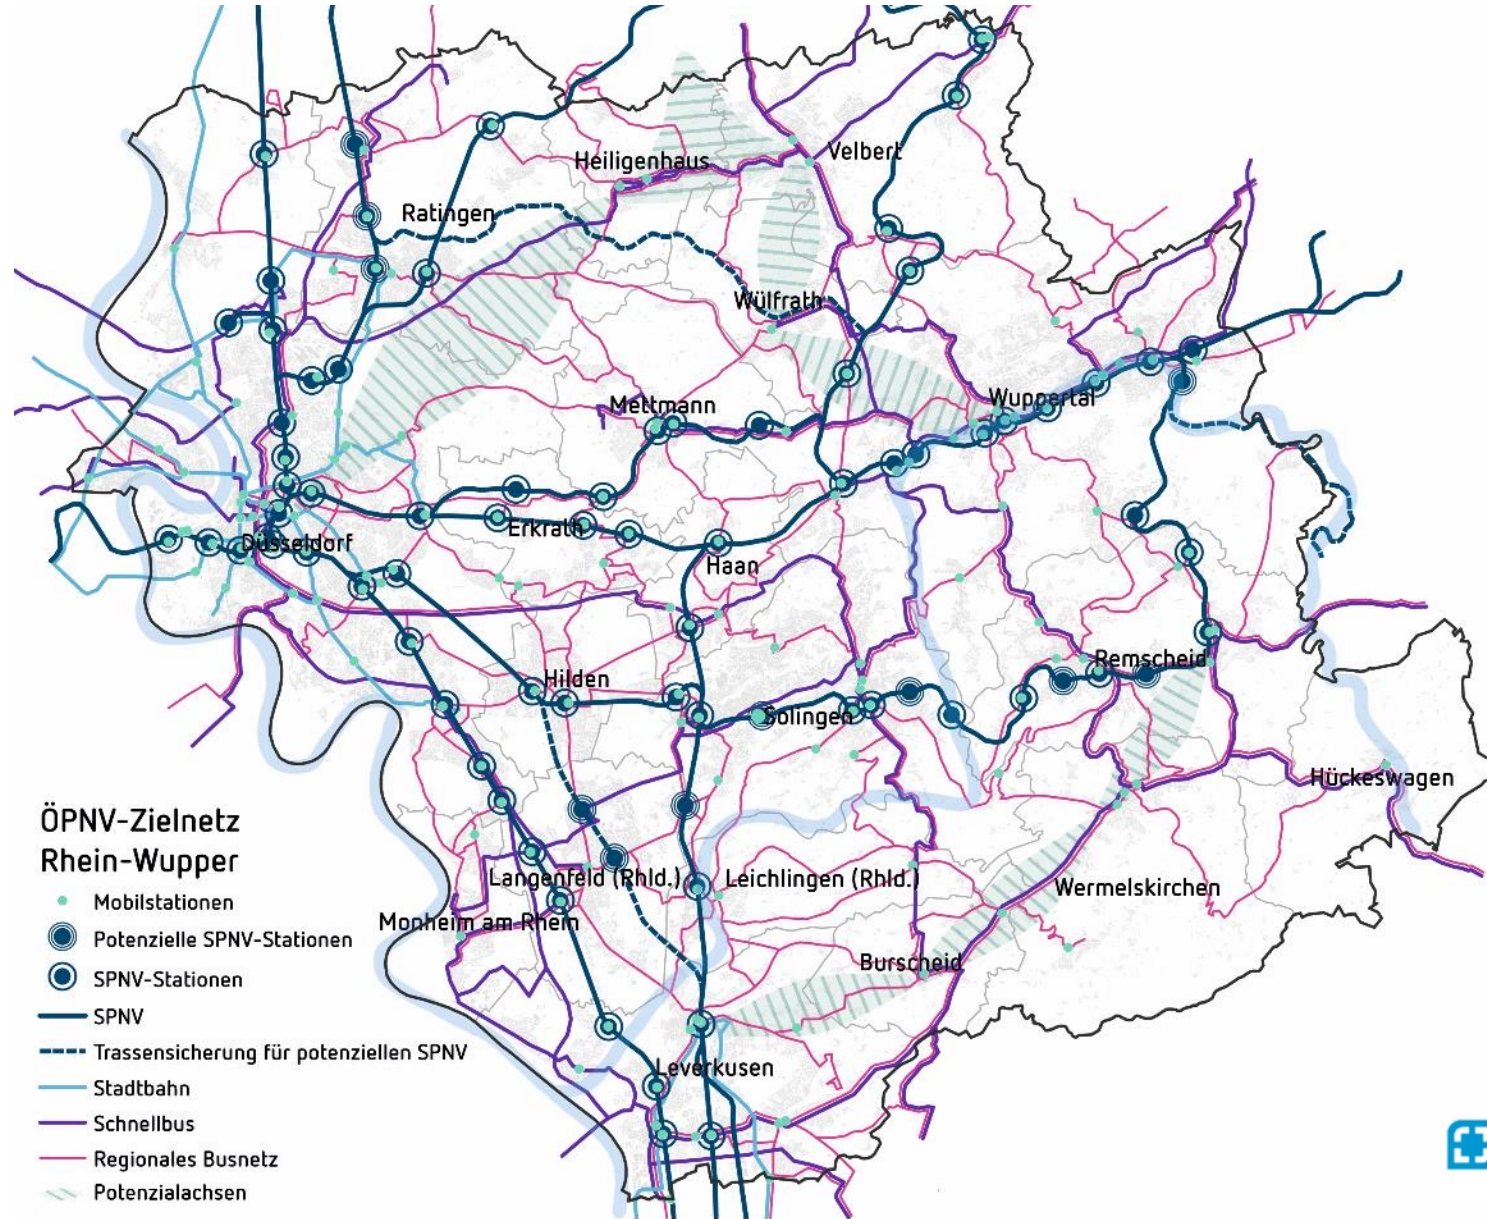 Heiligenhaus
Velbert
Ratingen
Wülfrath
Mettmann
Wuppertal
Erkrath
Düsseldorf
Haan
Hilden
Remscheid
Solingen
Hückeswagen
Langenfeld (Rhld.)
Leichlingen (Rhld.)
Wermelskirchen
Monheim am Rhein
Burscheid
Leverkusen
ÖPNV-Zielnetz
Rhein-Wupper
Mobilstationen
Potenzielle SPNV-Stationen
SPNV-Stationen
SPNV
Trassensicherung für potenziellen SPNV
Stadtbahn
Schnellbus
Regionales Busnetz
Potenzialachsen